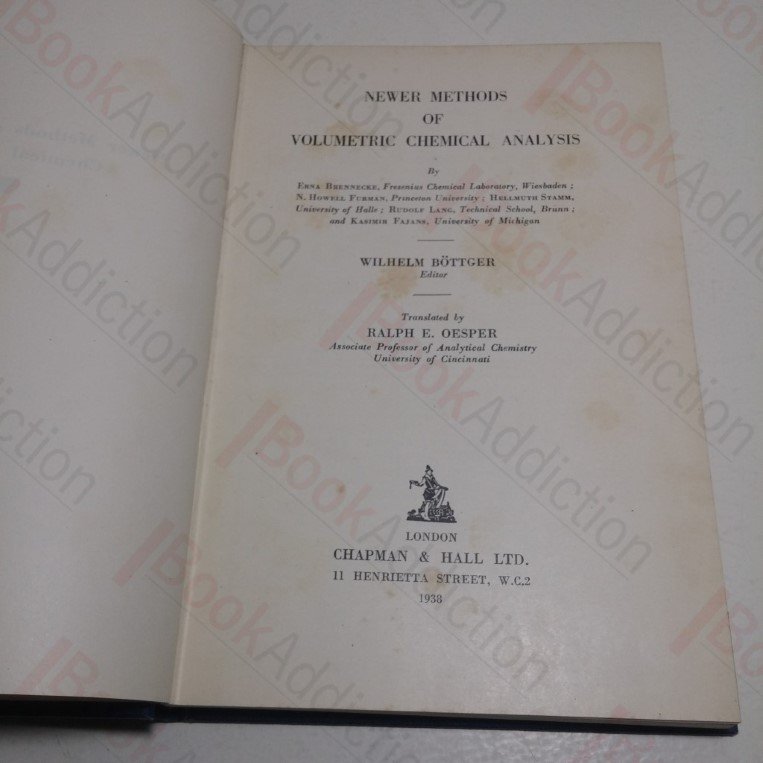 NEWER METHODS
OF
VOLUMETRIC CHEMICAL ANALYSIS
By
ERNA BRENNECKE, Fresenius Chemical Laboratory, Wiesbaden ;
N. HOWELL FURMAN, Princeton University ; HELLMUTH STAMM,
University of Halle ; RUDOLF LANG, Technical School, Brunn ;
and KASIMIR FAJANS, University of Michigan
WILHELM BÖTTGER
Editor
Translated by
RALPH E. OESPER
Associate Professor of Analytical Chemistry
University of Cincinnati
LONDON
CHAPMAN & HALL LTD.
11 HENRIETTA STREET, W.C.2
1938
BookAddiction